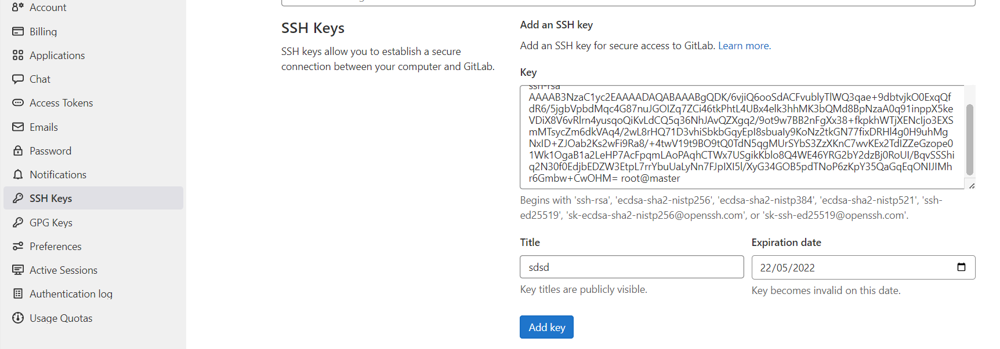 Account
Billing
Applications
Chat
Access Tokens
Emails
Password
Notifications
SSH Keys
GPG Keys
Preferences
Active Sessions
Authentication log
Usage Quotas
SSH Keys
SSH keys allow you to establish a secure
connection between your computer and GitLab.
Add an SSH key
Add an SSH key for secure access to GitLab. Learn more.
Key
ssh-rsa
AAAAB3NzaC1yc2EAAAADAQABAAABgQDK/6vjiQ6ooSdACFvublyTlWQ3qae+9dbtvjkO0ExqQf
dR6/5jgbVpbdMqc4G87nuJGOIZq7ZCi46tkPhtL4UBx4elk3hhMK3bQMd8BpNzaA0q91inppX5ke
VDiX8V6vRlrn4yusqoQiKvLdCQ5q36NhJAvQZXgq2/9ot9w7BB2nFgXx38+fkpkhWTjXENcIjo3EXS
mMTsycZm6dkVAq4/2wL8rHQ71D3vhiSbkbGqyEpI8sbualy9KoNz2tkGN77fixDRHl4g0H9uhMg
NxID+ZJOab2Ks2wFi9Ra8/+4twV19t9BO9tQ0TdN5qgMUrSYbS3ZzXKnC7wvKEx2TdIZZeGzope0
1Wk1OgaB1a2LeHP7AcFpqmLAoPAqhCTWx7USgikKblo8Q4WE46YRG2bY2dzBj0RoUI/BqvSSShi
q2N30f0EdjbEDZW3EtpL7rrYbuUaLyNn7FJpIXI5l/XyG34GOB5pdTNoP6zKpY35QaGqEqONIJIMh
r6Gmbw+CwOHM= root@master
Begins with 'ssh-rsa', 'ecdsa-sha2-nistp256', 'ecdsa-sha2-nistp384', 'ecdsa-sha2-nistp521', 'ssh-
ed25519', 'sk-ecdsa-sha2-nistp256@openssh.com', or 'sk-ssh-ed25519@openssh.com'.
Title
Expiration date
sdsd
22/05/2022
Key titles are publicly visible.
Key becomes invalid on this date.
Add key